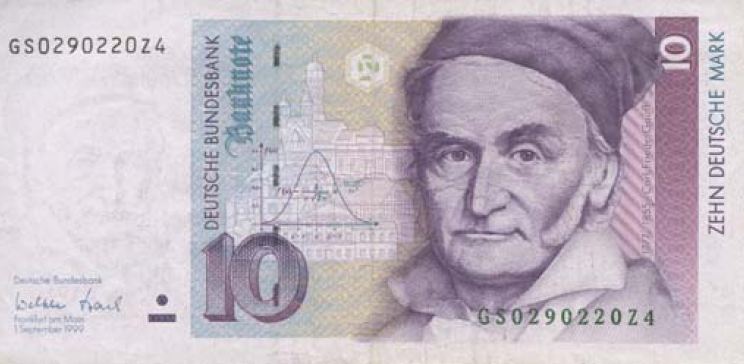 GS0290220Z4
DEUTSCHE BUNDESBANK
Banknote
10
Deutsche Bundesbank
Frankfurt am Main
1. September 1999
10
ZEHN DEUTSCHE MARK
1777-1855 Carl Friedr. Gauß
GS0290220Z4